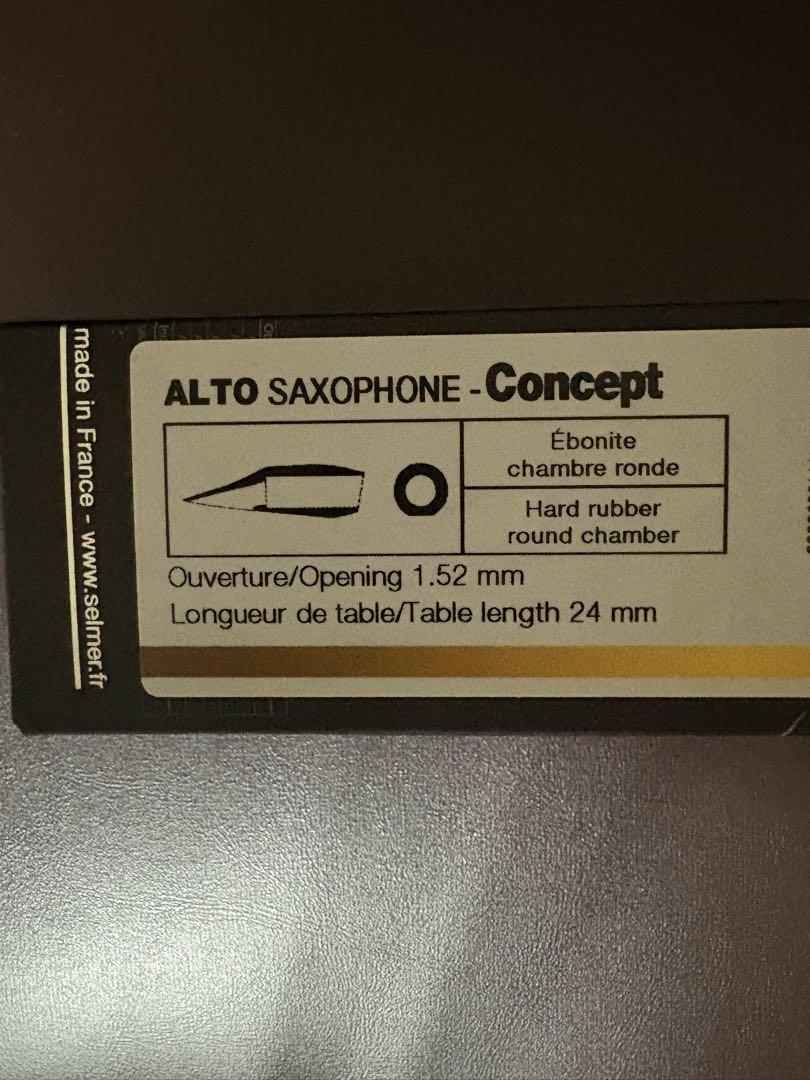 made in France - www.selmer.fr
ALTO SAXOPHONE - Concept
Ébonite
chambre ronde
Hard rubber
round chamber
Ouverture/Opening 1.52 mm
Longueur de table/Table length 24 mm